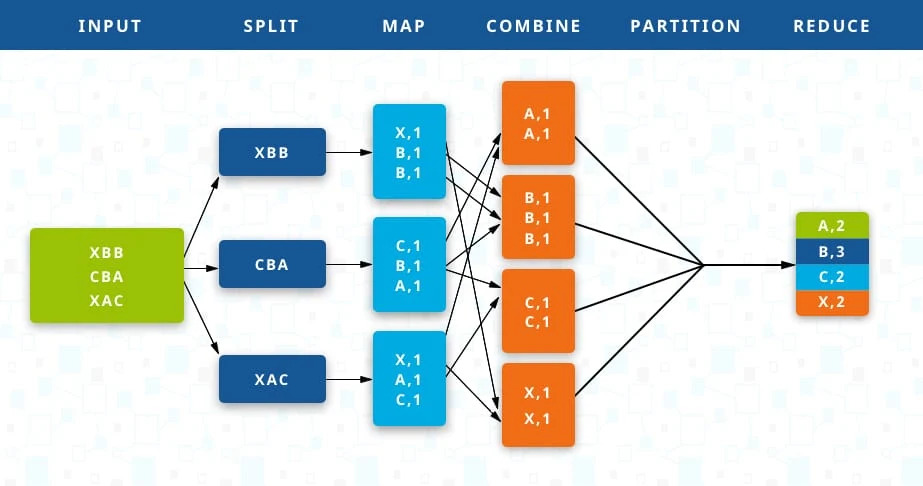 INPUT SPLIT MAP COMBINE PARTITION REDUCE
XBB
CBA
XAC
XBB
CBA
XAC
X,1
B,1
B,1
C,1
B,1
A,1
X,1
A,1
C,1
A,1
A,1
B,1
B,1
B,1
C,1
C,1
X,1
X,1
A,2
B,3
C,2
X,2